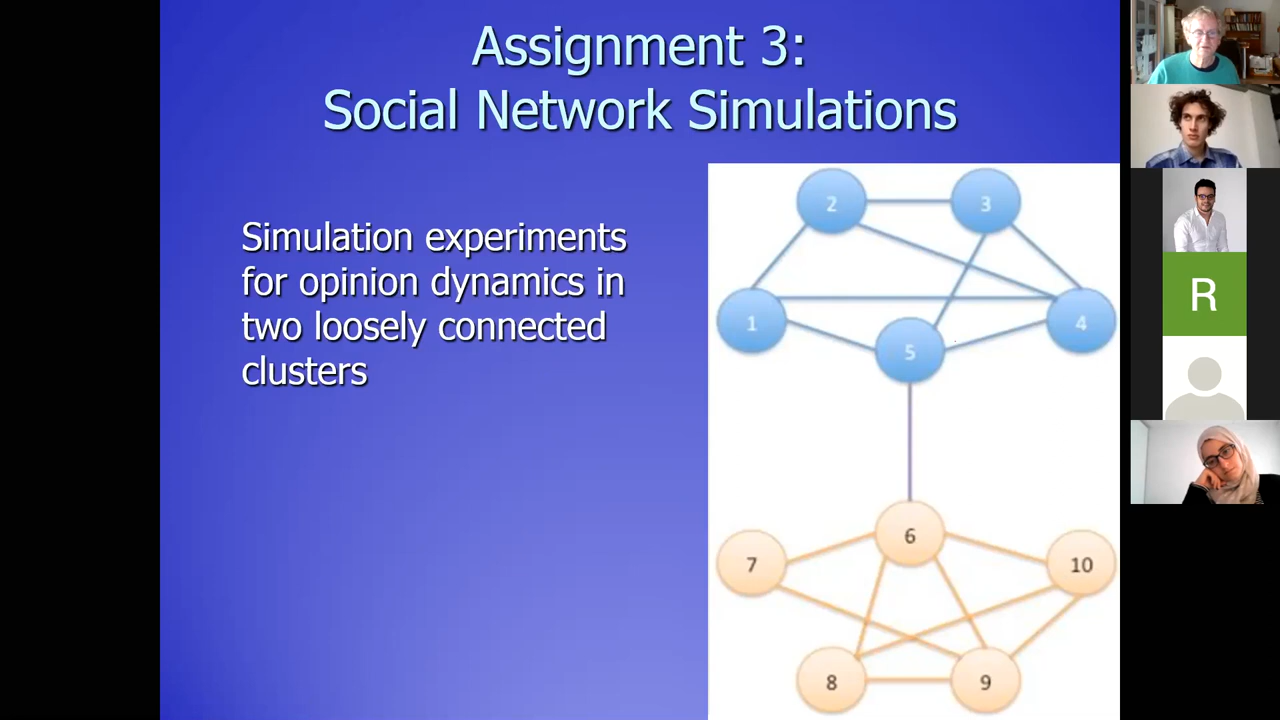 Assignment 3:
Social Network Simulations
Simulation experiments
for opinion dynamics in
two loosely connected
clusters
2
3
1
4
5
6
7
10
8
9
R